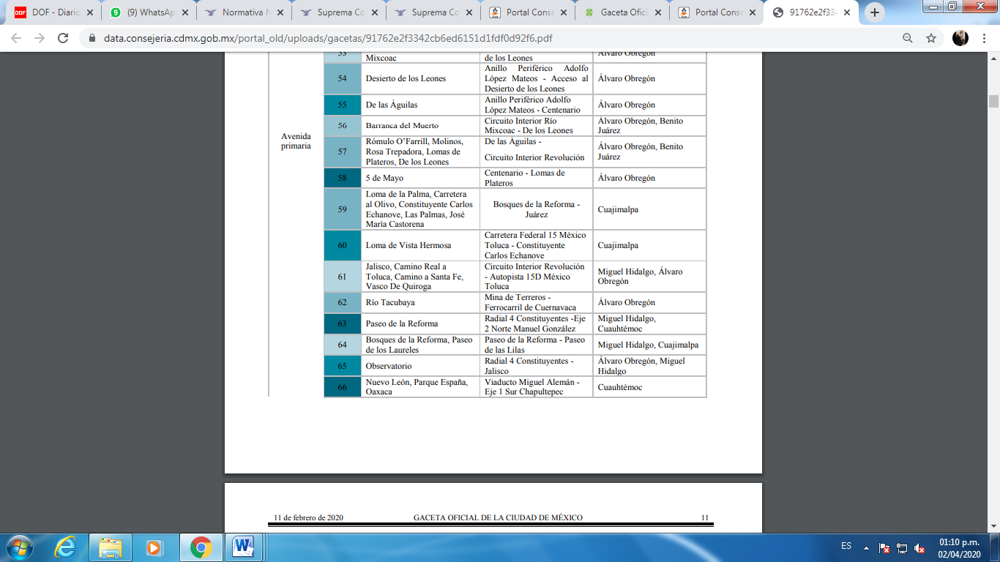 DOF - Diario
(9) WhatsAp
Normativa N
Suprema Co
Suprema Co
Portal Conse
Gaceta Ofici
Portal Conse
91762e2f334
data.consejeria.cdmx.gob.mx/portal_old/uploads/gacetas/91762e2f3342cb6ed6151d1fdf0d92f6.pdf
Avenida
primaria
53
Mixcoac
de los Leones
Álvaro Obregón
54
Desierto de los Leones
Anillo Periférico Adolfo
López Mateos - Acceso al
Desierto de los Leones
Álvaro Obregón
55
De las Águilas
Anillo Periférico Adolfo
López Mateos - Centenario
Álvaro Obregón
56
Barranca del Muerto
Circuito Interior Río
Mixcoac - De los Leones
Álvaro Obregón, Benito
Juárez
57
Rómulo O’Farrill, Molinos,
Rosa Trepadora, Lomas de
Plateros, De los Leones
De las Águilas -
Circuito Interior Revolución
Álvaro Obregón, Benito
Juárez
58
5 de Mayo
Centenario - Lomas de
Plateros
Álvaro Obregón
59
Loma de la Palma, Carretera
al Olivo, Constituyente Carlos
Echanove, Las Palmas, José
María Castorena
Bosques de la Reforma -
Juárez
Cuajimalpa
60
Loma de Vista Hermosa
Carretera Federal 15 México
Toluca - Constituyente
Carlos Echanove
Cuajimalpa
61
Jalisco, Camino Real a
Toluca, Camino a Santa Fe,
Vasco De Quiroga
Circuito Interior Revolución
- Autopista 15D México
Toluca
Miguel Hidalgo, Álvaro
Obregón
62
Río Tacubaya
Mina de Terreros -
Ferrocarril de Cuernavaca
Álvaro Obregón
63
Paseo de la Reforma
Radial 4 Constituyentes -Eje
2 Norte Manuel González
Miguel Hidalgo,
Cuauhtémoc
64
Bosques de la Reforma, Paseo
de los Laureles
Paseo de la Reforma - Paseo
de las Lilas
Miguel Hidalgo, Cuajimalpa
65
Observatorio
Radial 4 Constituyentes -
Jalisco
Álvaro Obregón, Miguel
Hidalgo
66
Nuevo León, Parque España,
Oaxaca
Viaducto Miguel Alemán -
Eje 1 Sur Chapultepec
Cuauhtémoc
11 de febrero de 2020 GACETA OFICIAL DE LA CIUDAD DE MÉXICO 11
ES
01:10 p.m.
02/04/2020